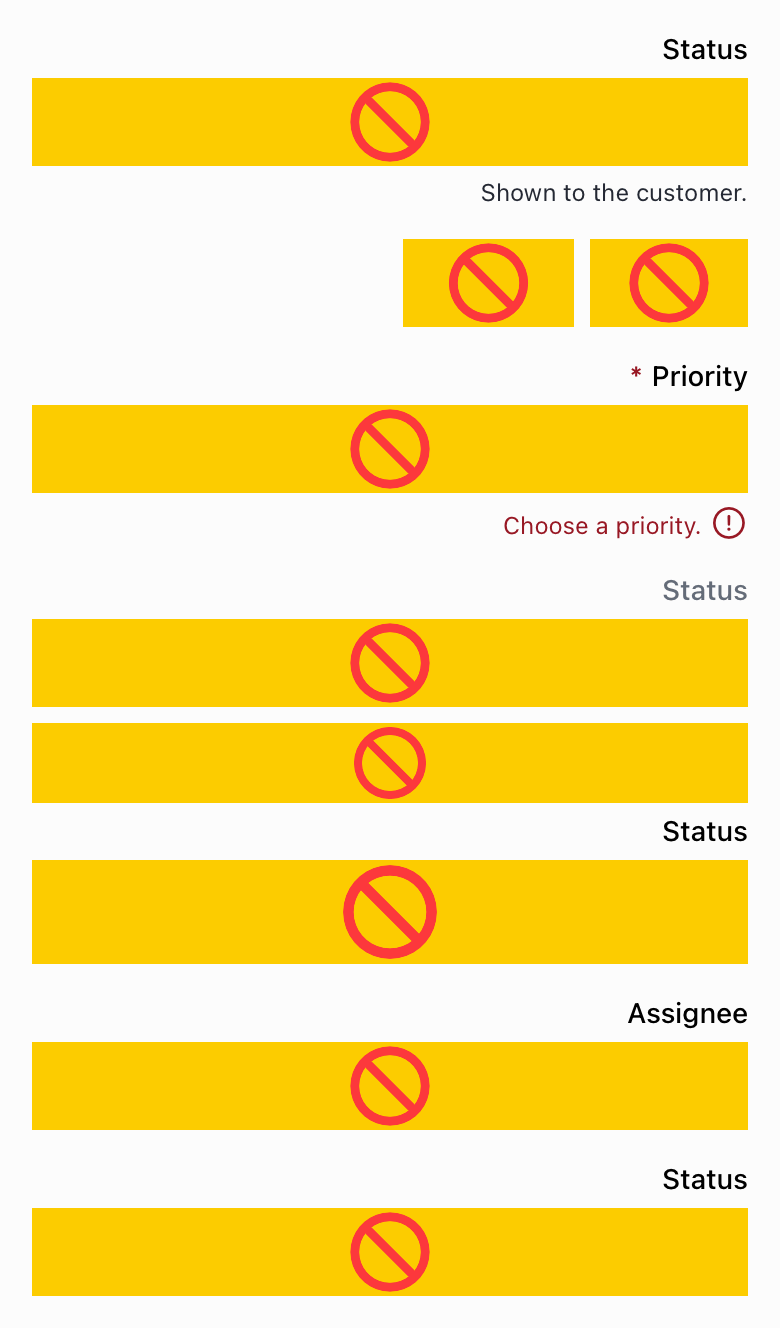 Status
Shown to the customer.
* Priority
Choose a priority.
Status
Status
Assignee
Status